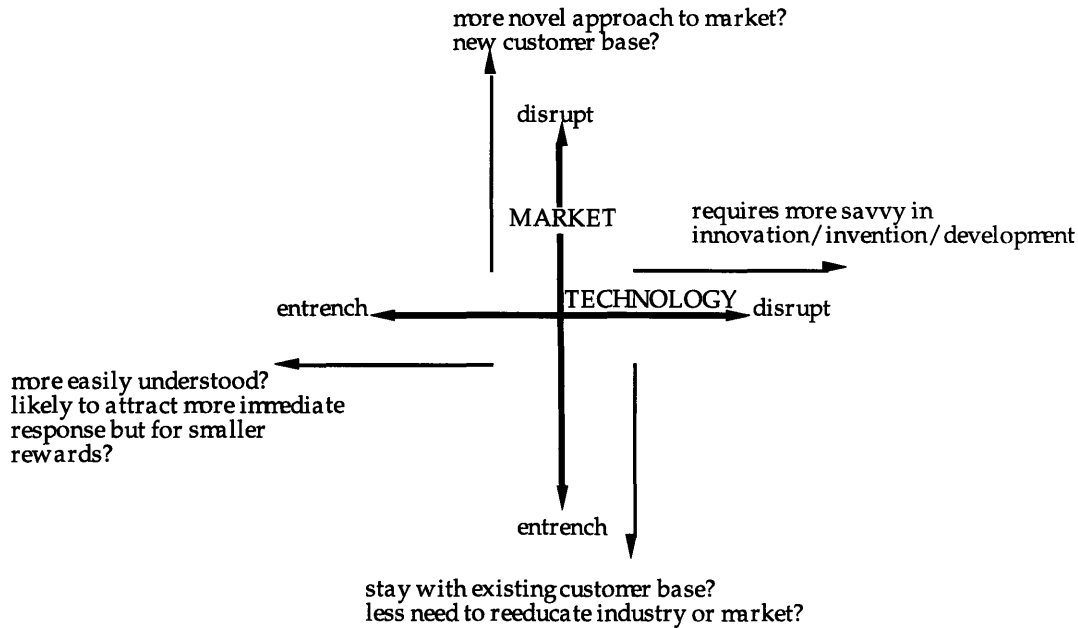 more novel approach to market?
new customer base?
disrupt
MARKET
requires more savvy in
innovation/invention/development
TECHNOLOGY
entrench
disrupt
more easily understood?
likely to attract more immediate
response but for smaller
rewards?
entrench
stay with existing customer base?
less need to reeducate industry or market?